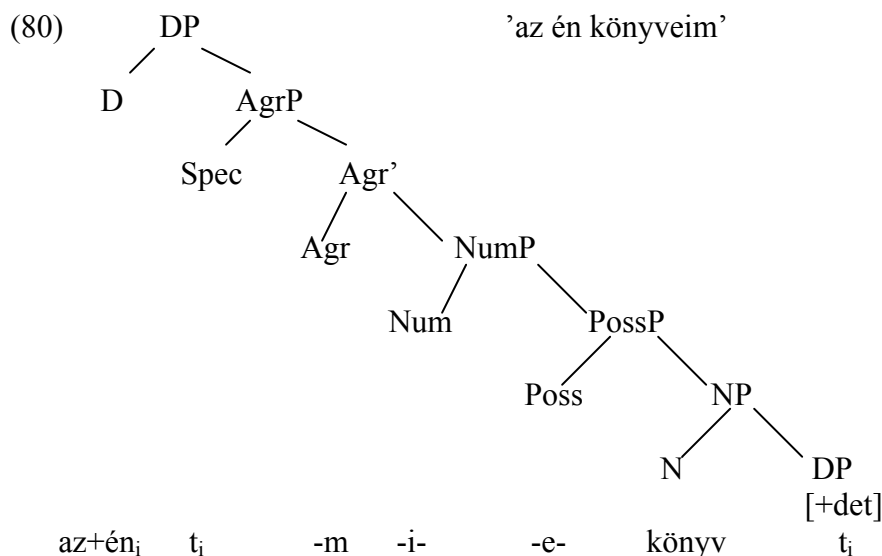 (80) DP 'az én könyveim'
D AgrP
Spec Agr'
Agr NumP
Num PossP
Poss NP
N DP
[+det]
az+énᵢ tᵢ -m -i- -e- könyv tᵢ